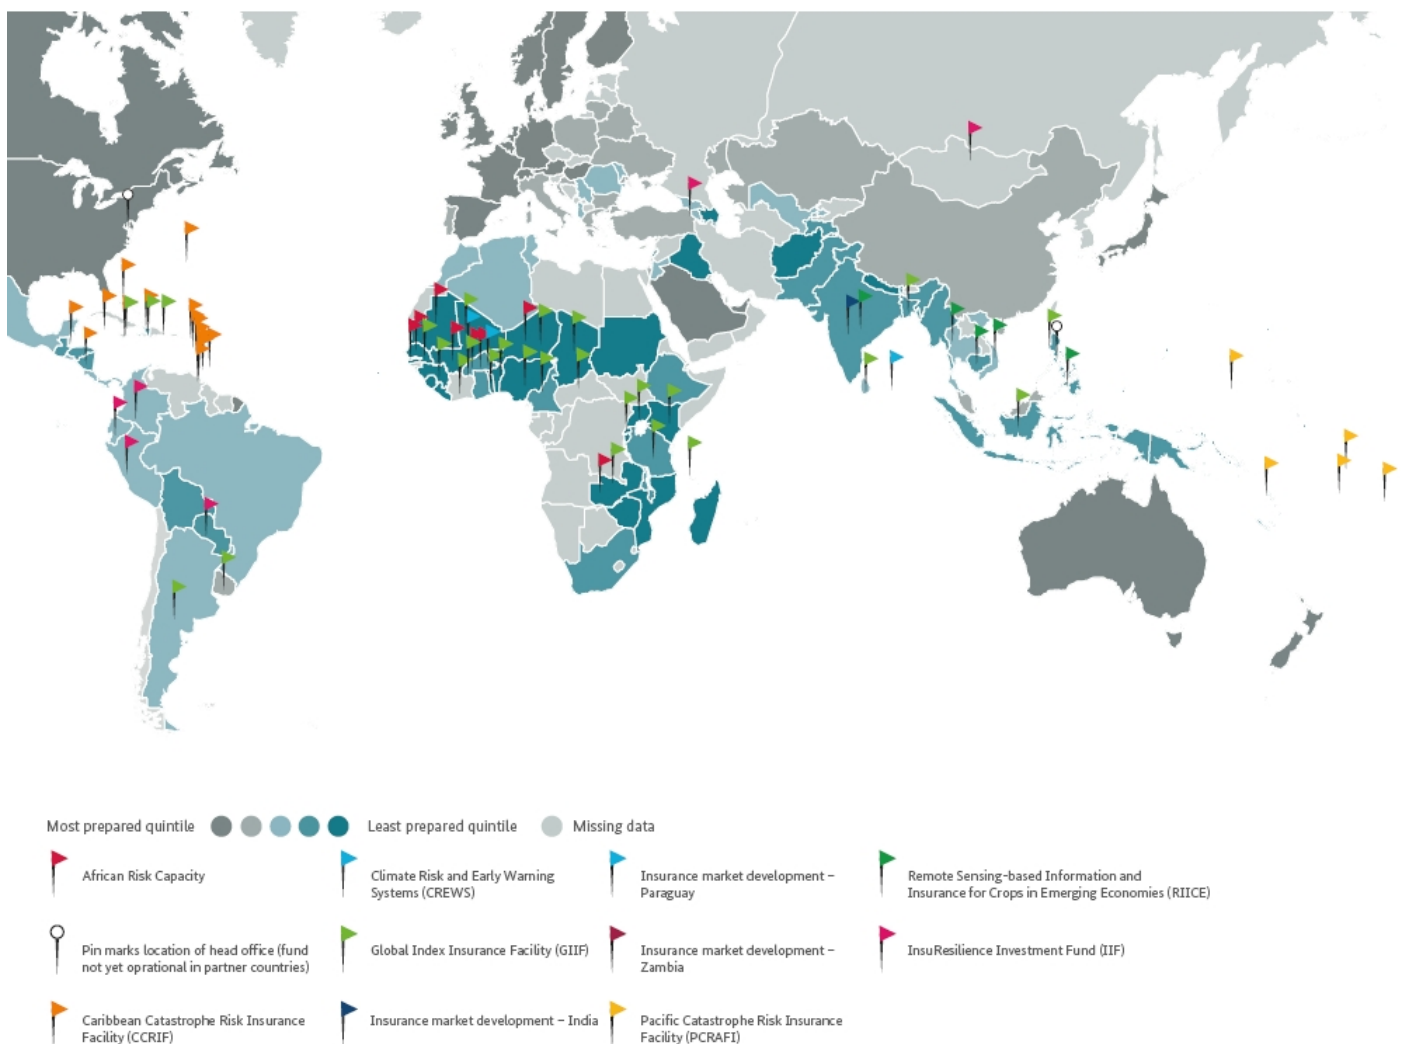 Most prepared quintile
Least prepared quintile
Missing data
African Risk Capacity
Climate Risk and Early Warning
Systems (CREWS)
Insurance market development –
Paraguay
Remote Sensing-based Information and
Insurance for Crops in Emerging Economies (RIICE)
Pin marks location of head office (fund
not yet oprational in partner countries)
Global Index Insurance Facility (GIIF)
Insurance market development –
Zambia
InsuResilience Investment Fund (IIF)
Caribbean Catastrophe Risk Insurance
Facility (CCRIF)
Insurance market development – India
Pacific Catastrophe Risk Insurance
Facility (PCRAFI)